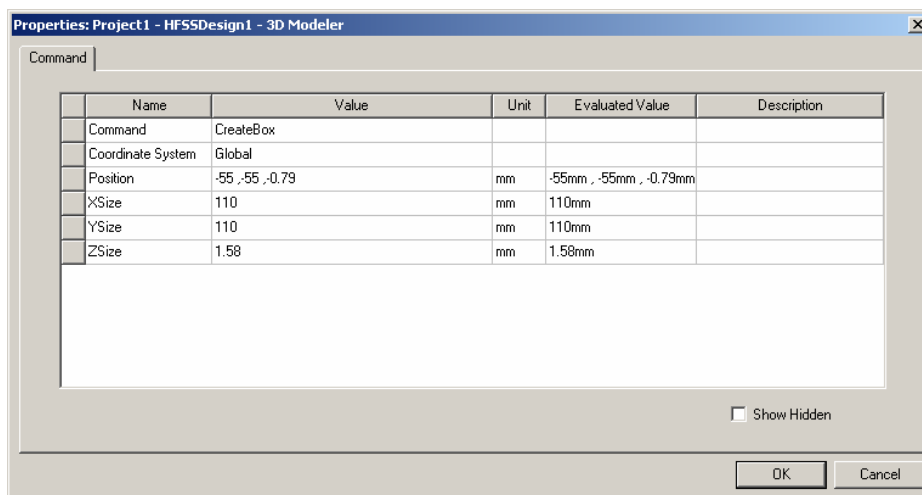 Properties: Project1 - HFSSDesign1 - 3D Modeler
Command
Name Value Unit Evaluated Value Description
Command CreateBox
Coordinate System Global
Position -55 ,-55 ,-0.79 mm -55mm , -55mm , -0.79mm
XSize 110 mm 110mm
YSize 110 mm 110mm
ZSize 1.58 mm 1.58mm
Show Hidden
OK Cancel